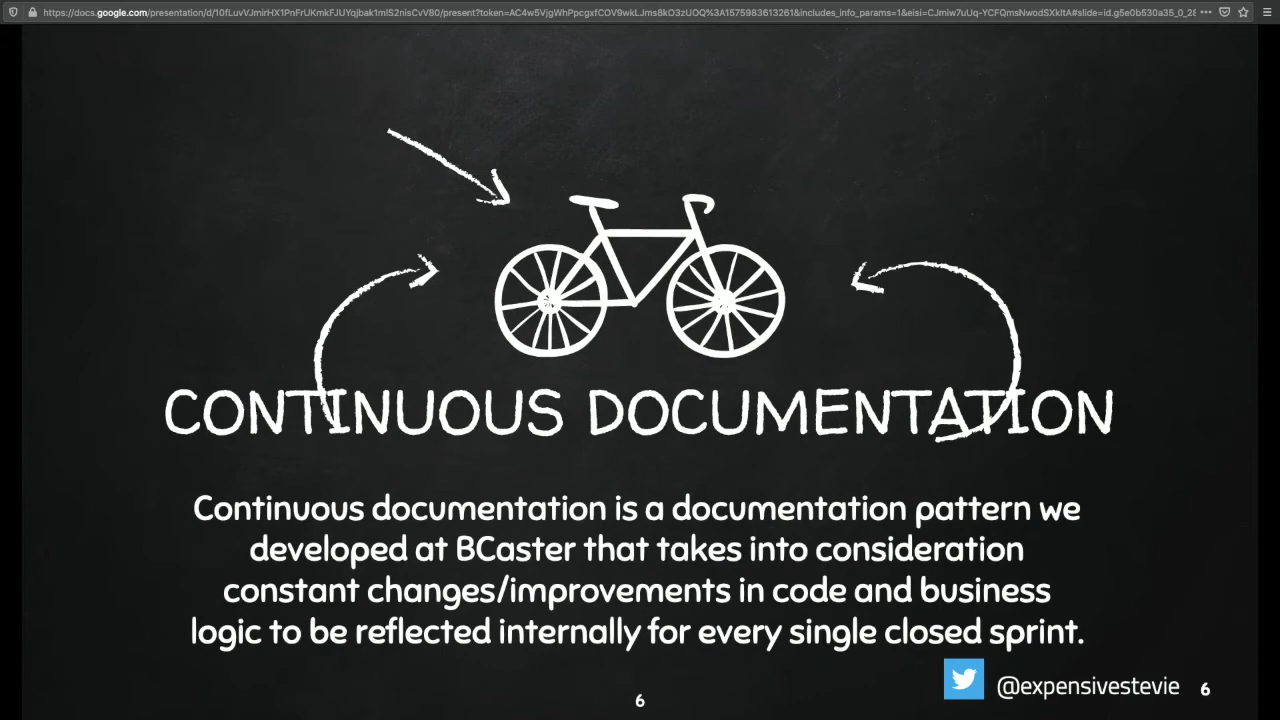 CONTINUOUS DOCUMENTATION
Continuous documentation is a documentation pattern we
developed at BCaster that takes into consideration
constant changes/improvements in code and business
logic to be reflected internally for every single closed sprint.
@expensivestevie 6
6